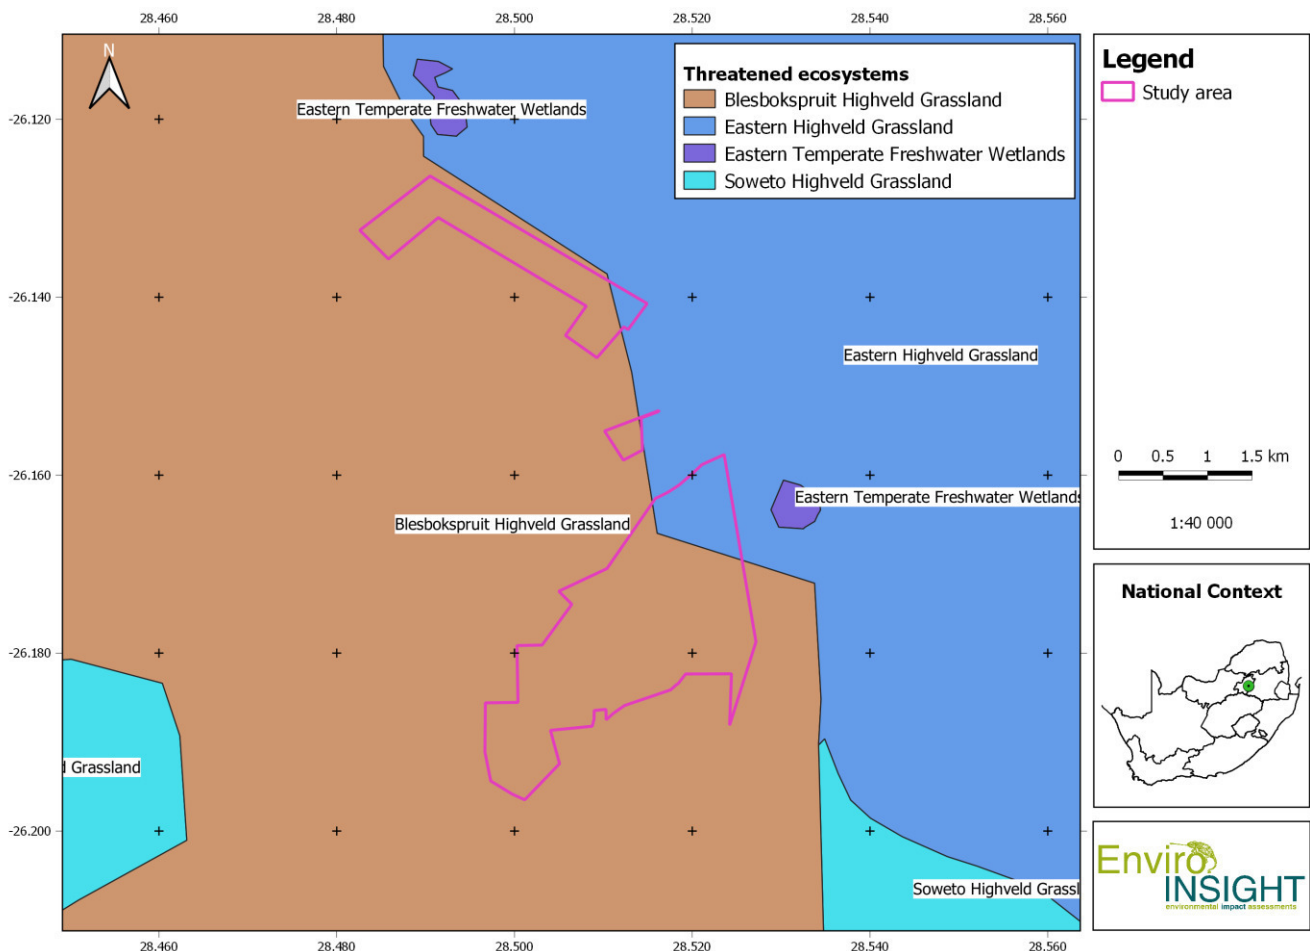 28.460 28.480 28.500 28.520 28.540 28.560
N
Threatened ecosystems
Blesbokspruit Highveld Grassland
Eastern Highveld Grassland
Eastern Temperate Freshwater Wetlands
Soweto Highveld Grassland
Legend
Study area
Eastern Temperate Freshwater Wetlands
-26.120
-26.140
Eastern Highveld Grassland
-26.160
Eastern Temperate Freshwater Wetlands
Blesbokspruit Highveld Grassland
0 0.5 1 1.5 km
1:40 000
National Context
-26.180
d Grassland
-26.200
Soweto Highveld Grassl
28.460 28.480 28.500 28.520 28.540 28.560
Enviro
INSIGHT
environmental impact assessments